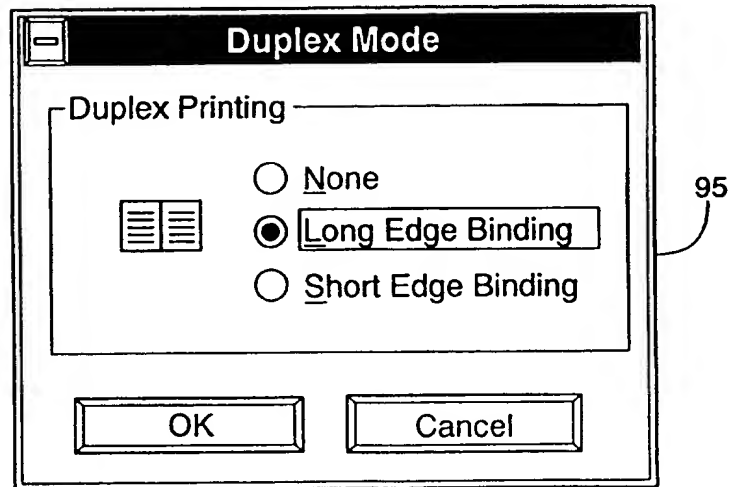 Duplex Mode
Duplex Printing
None
Long Edge Binding
Short Edge Binding
95
OK
Cancel